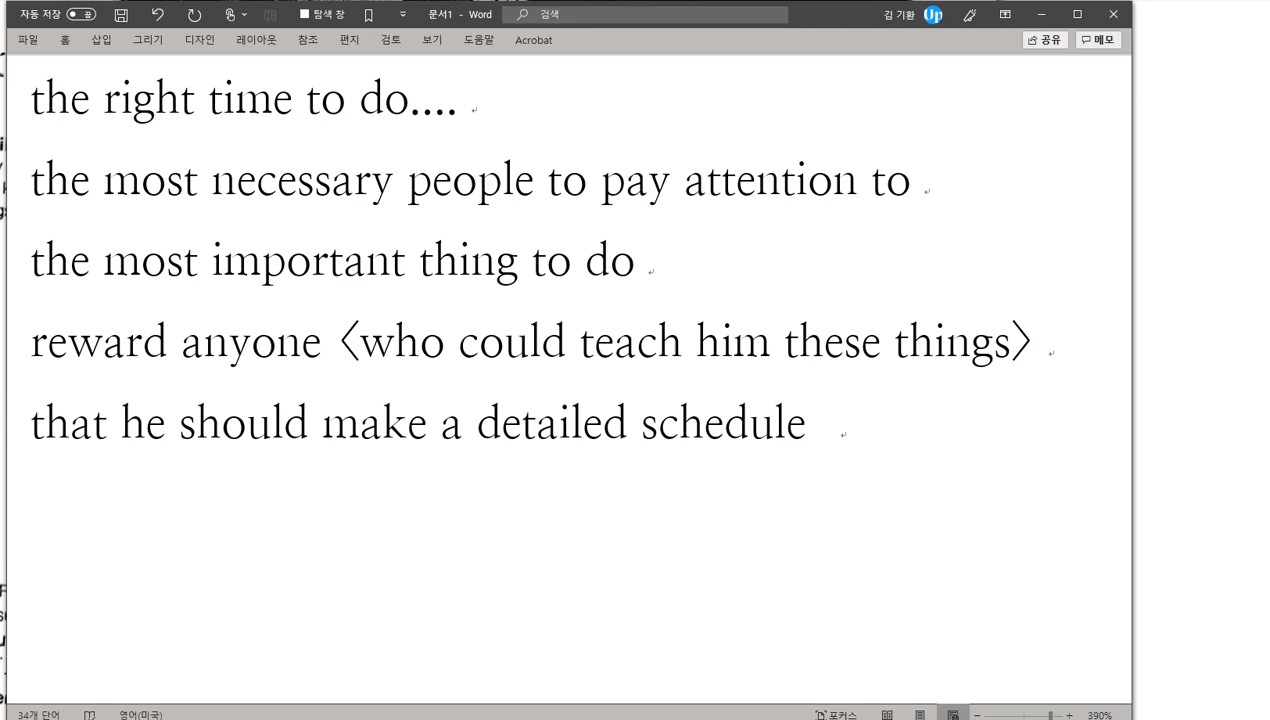 자동 저장 끔 탐색 창 문서1 - Word 검색 김 기환 Up
파일 홈 삽입 그리기 디자인 레이아웃 참조 편지 검토 보기 도움말 Acrobat 공유 메모
the right time to do....
the most necessary people to pay attention to
the most important thing to do
reward anyone〈who could teach him these things〉
that he should make a detailed schedule
34개 단어 영어(미국) 포커스 390%